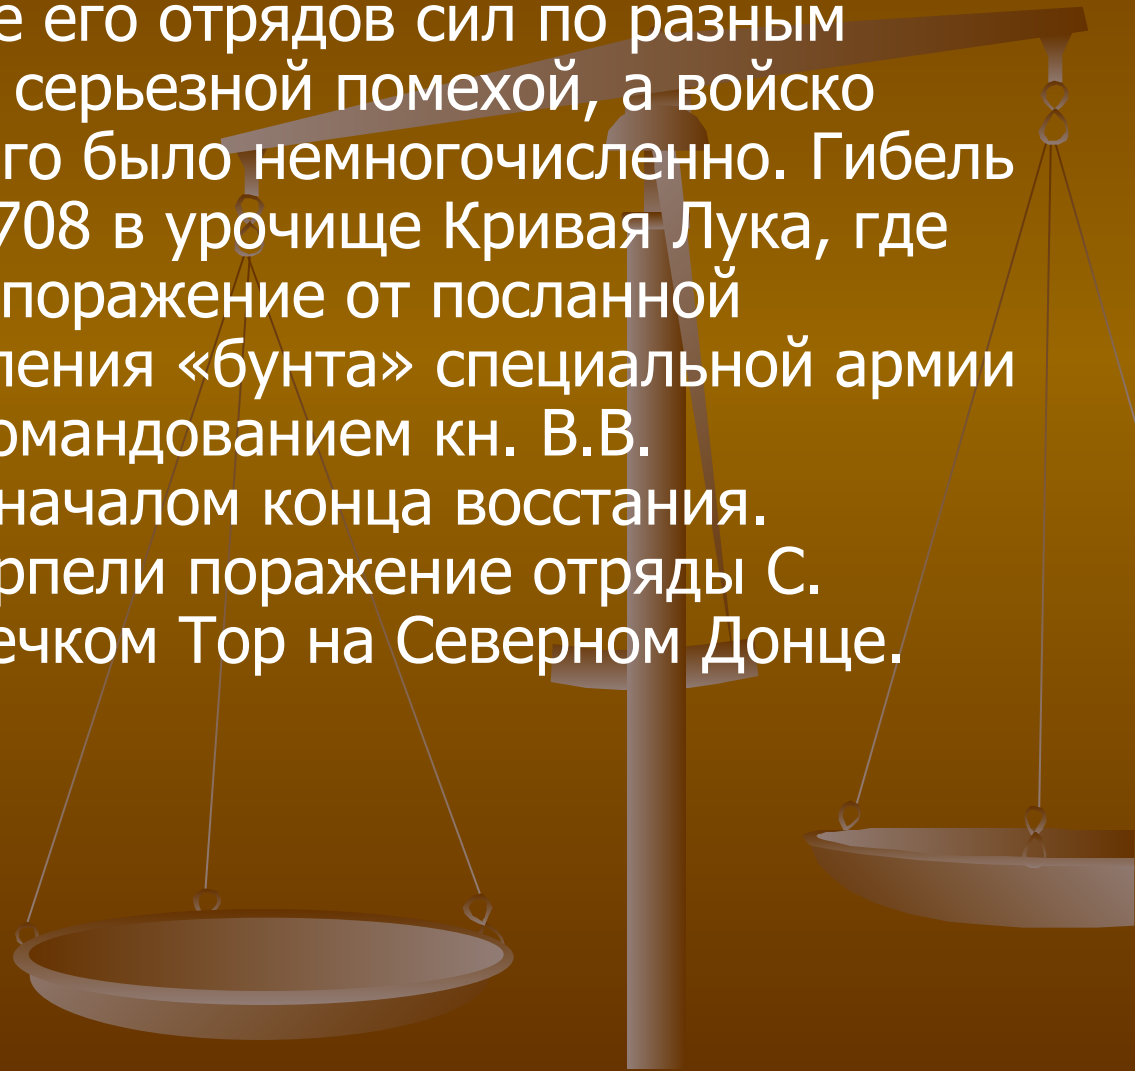 е его отрядов сил по разным
серьезной помехой, а войско
го было немногочисленно. Гибель
708 в урочище Кривая Лука, где
поражение от посланной
ления «бунта» специальной армии
омандованием кн. В.В.
началом конца восстания.
рпели поражение отряды С.
ечком Тор на Северном Донце.